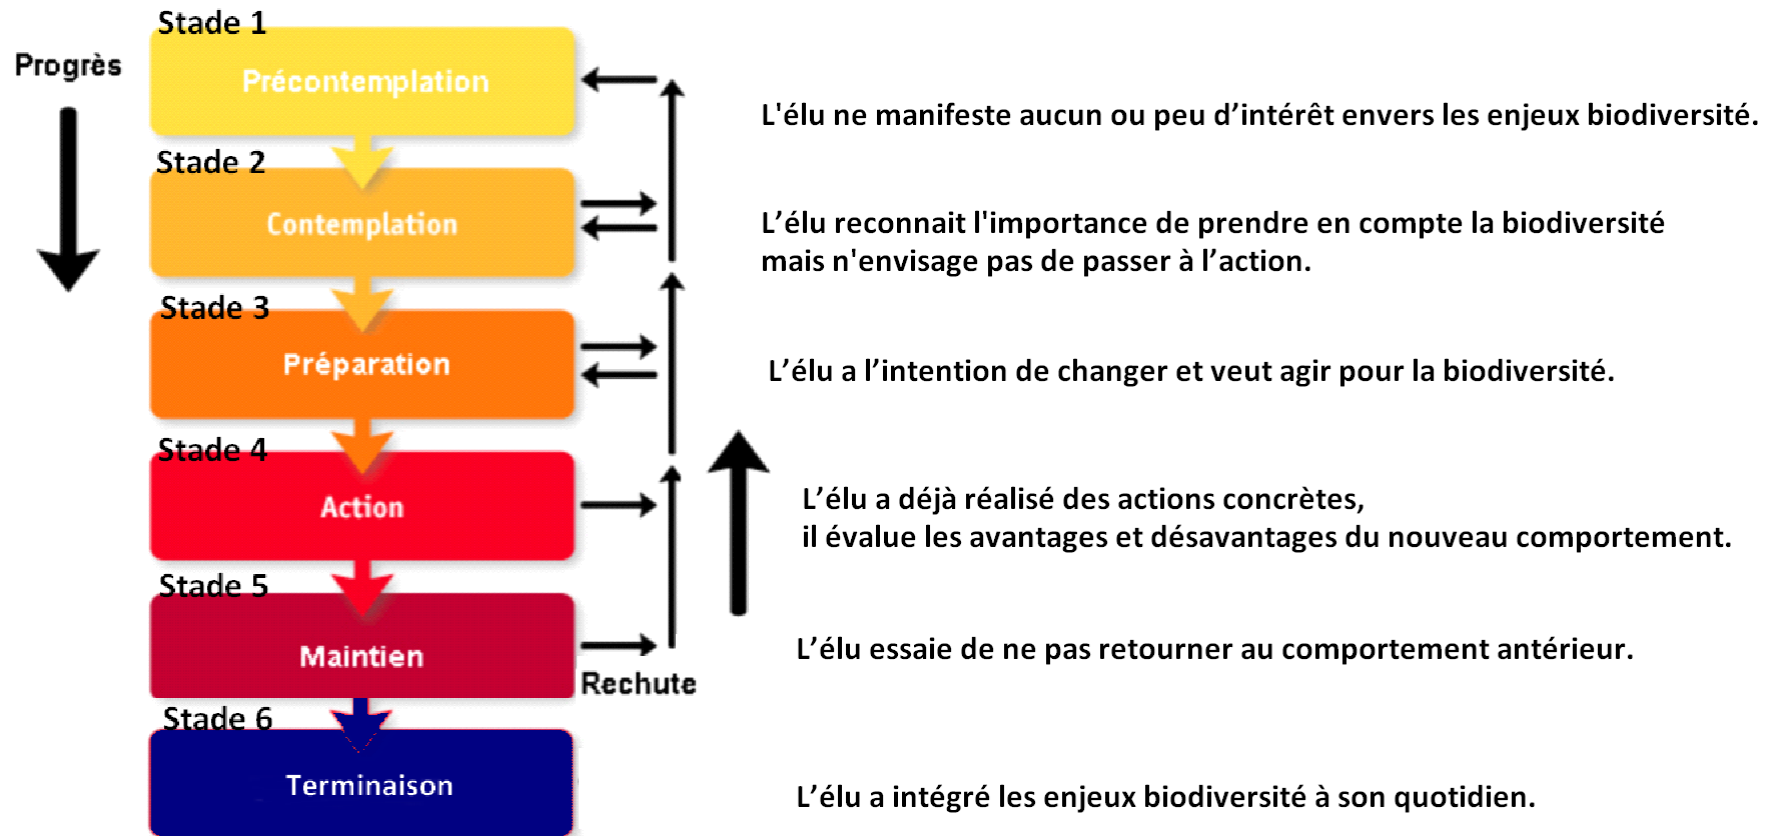 Progrès
Stade 1
Précontemplation
L'élu ne manifeste aucun ou peu d’intérêt envers les enjeux biodiversité.
Stade 2
Contemplation
L’élu reconnait l'importance de prendre en compte la biodiversité
mais n'envisage pas de passer à l’action.
Stade 3
Préparation
L’élu a l’intention de changer et veut agir pour la biodiversité.
Stade 4
Action
L’élu a déjà réalisé des actions concrètes,
il évalue les avantages et désavantages du nouveau comportement.
Stade 5
Maintien
L’élu essaie de ne pas retourner au comportement antérieur.
Rechute
Stade 6
Terminaison
L’élu a intégré les enjeux biodiversité à son quotidien.